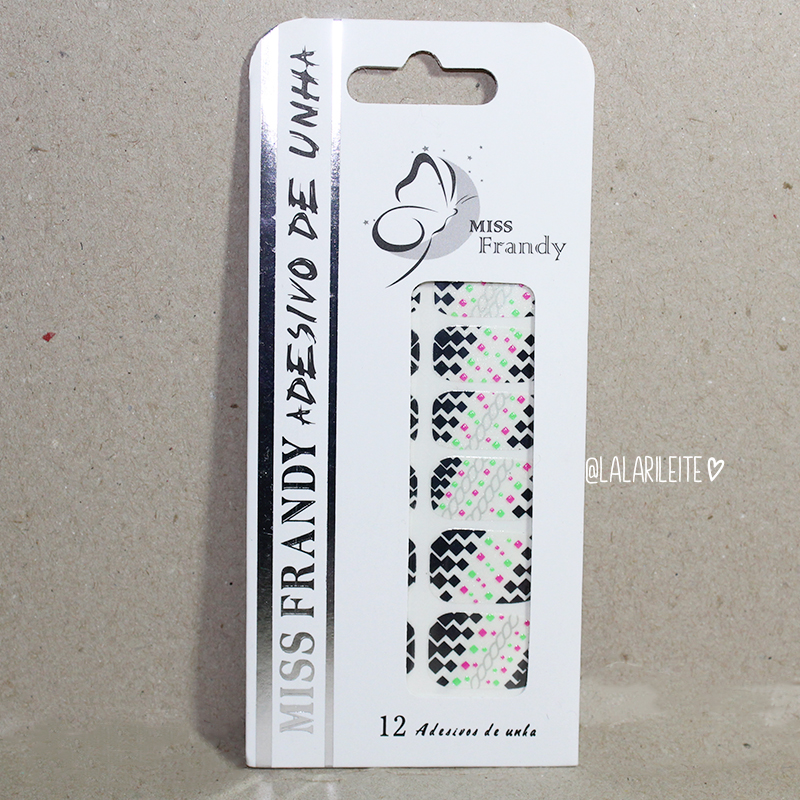 MISS FRANDY ADESIVO DE UNHA
MISS
Frandy
@LALARILEITE♡
12 Adesivos de unha